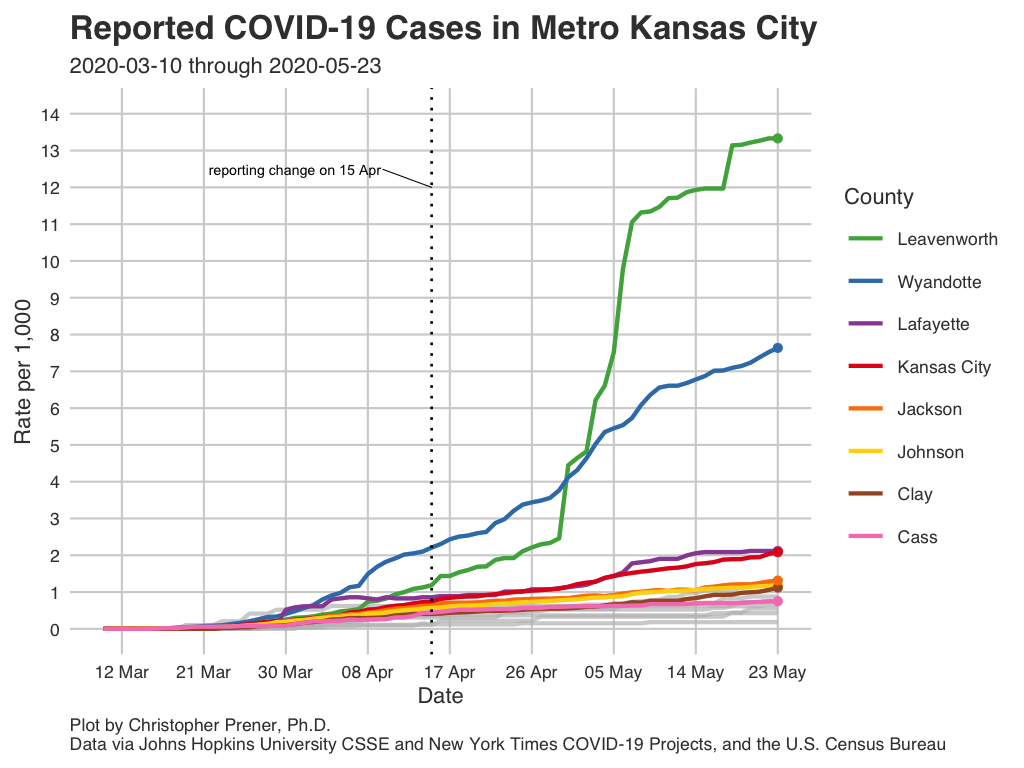 Reported COVID-19 Cases in Metro Kansas City
2020-03-10 through 2020-05-23
14
13
12
11
10
9
8
7
6
5
4
3
2
1
0
Rate per 1,000
reporting change on 15 Apr
12 Mar
21 Mar
30 Mar
08 Apr
17 Apr
26 Apr
05 May
14 May
23 May
Date
County
Leavenworth
Wyandotte
Lafayette
Kansas City
Jackson
Johnson
Clay
Cass
Plot by Christopher Prener, Ph.D.
Data via Johns Hopkins University CSSE and New York Times COVID-19 Projects, and the U.S. Census Bureau